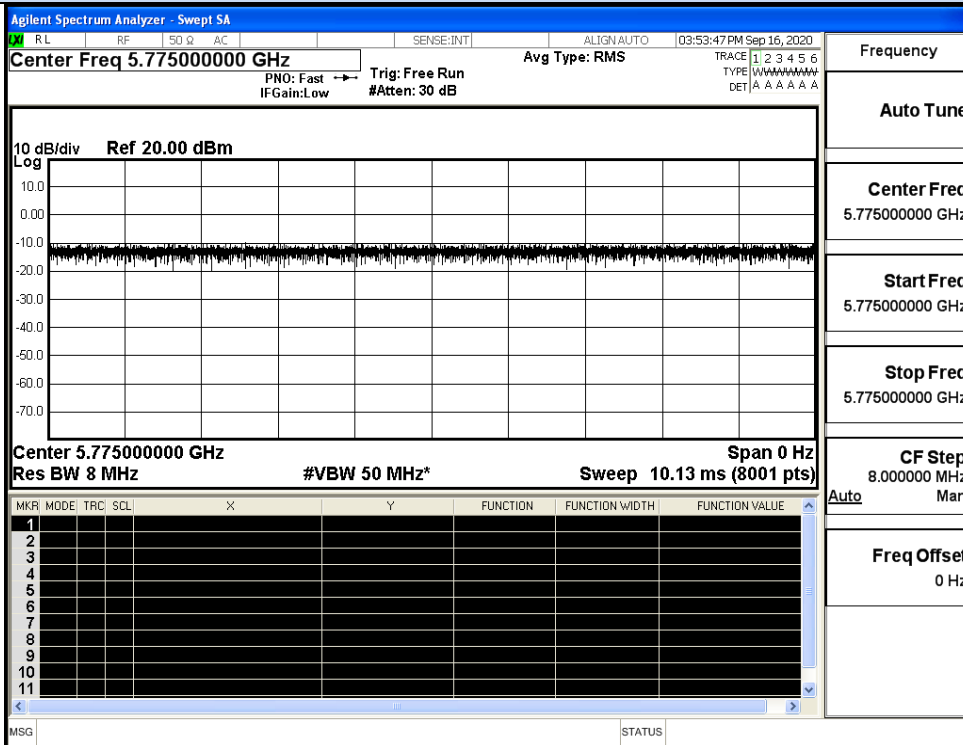 Agilent Spectrum Analyzer - Swept SA
LXI RL RF 50 Ω AC SENSE:INT ALIGN AUTO 03:53:47 PM Sep 16, 2020
Center Freq 5.775000000 GHz
PNO: Fast
IFGain:Low
Trig: Free Run
#Atten: 30 dB
Avg Type: RMS
TRACE 1 2 3 4 5 6
TYPE WWWWWW
DET A A A A A A
10 dB/div Ref 20.00 dBm
Log
10.0
0.00
-10.0
-20.0
-30.0
-40.0
-50.0
-60.0
-70.0
Center 5.775000000 GHz Span 0 Hz
Res BW 8 MHz #VBW 50 MHz* Sweep 10.13 ms (8001 pts)
MKR MODE TRC SCL X Y FUNCTION FUNCTION WIDTH FUNCTION VALUE
1
2
3
4
5
6
7
8
9
10
11
MSG STATUS
Frequency
Auto Tune
Center Freq
5.775000000 GHz
Start Freq
5.775000000 GHz
Stop Freq
5.775000000 GHz
CF Step
8.000000 MHz
Auto Man
Freq Offset
0 Hz